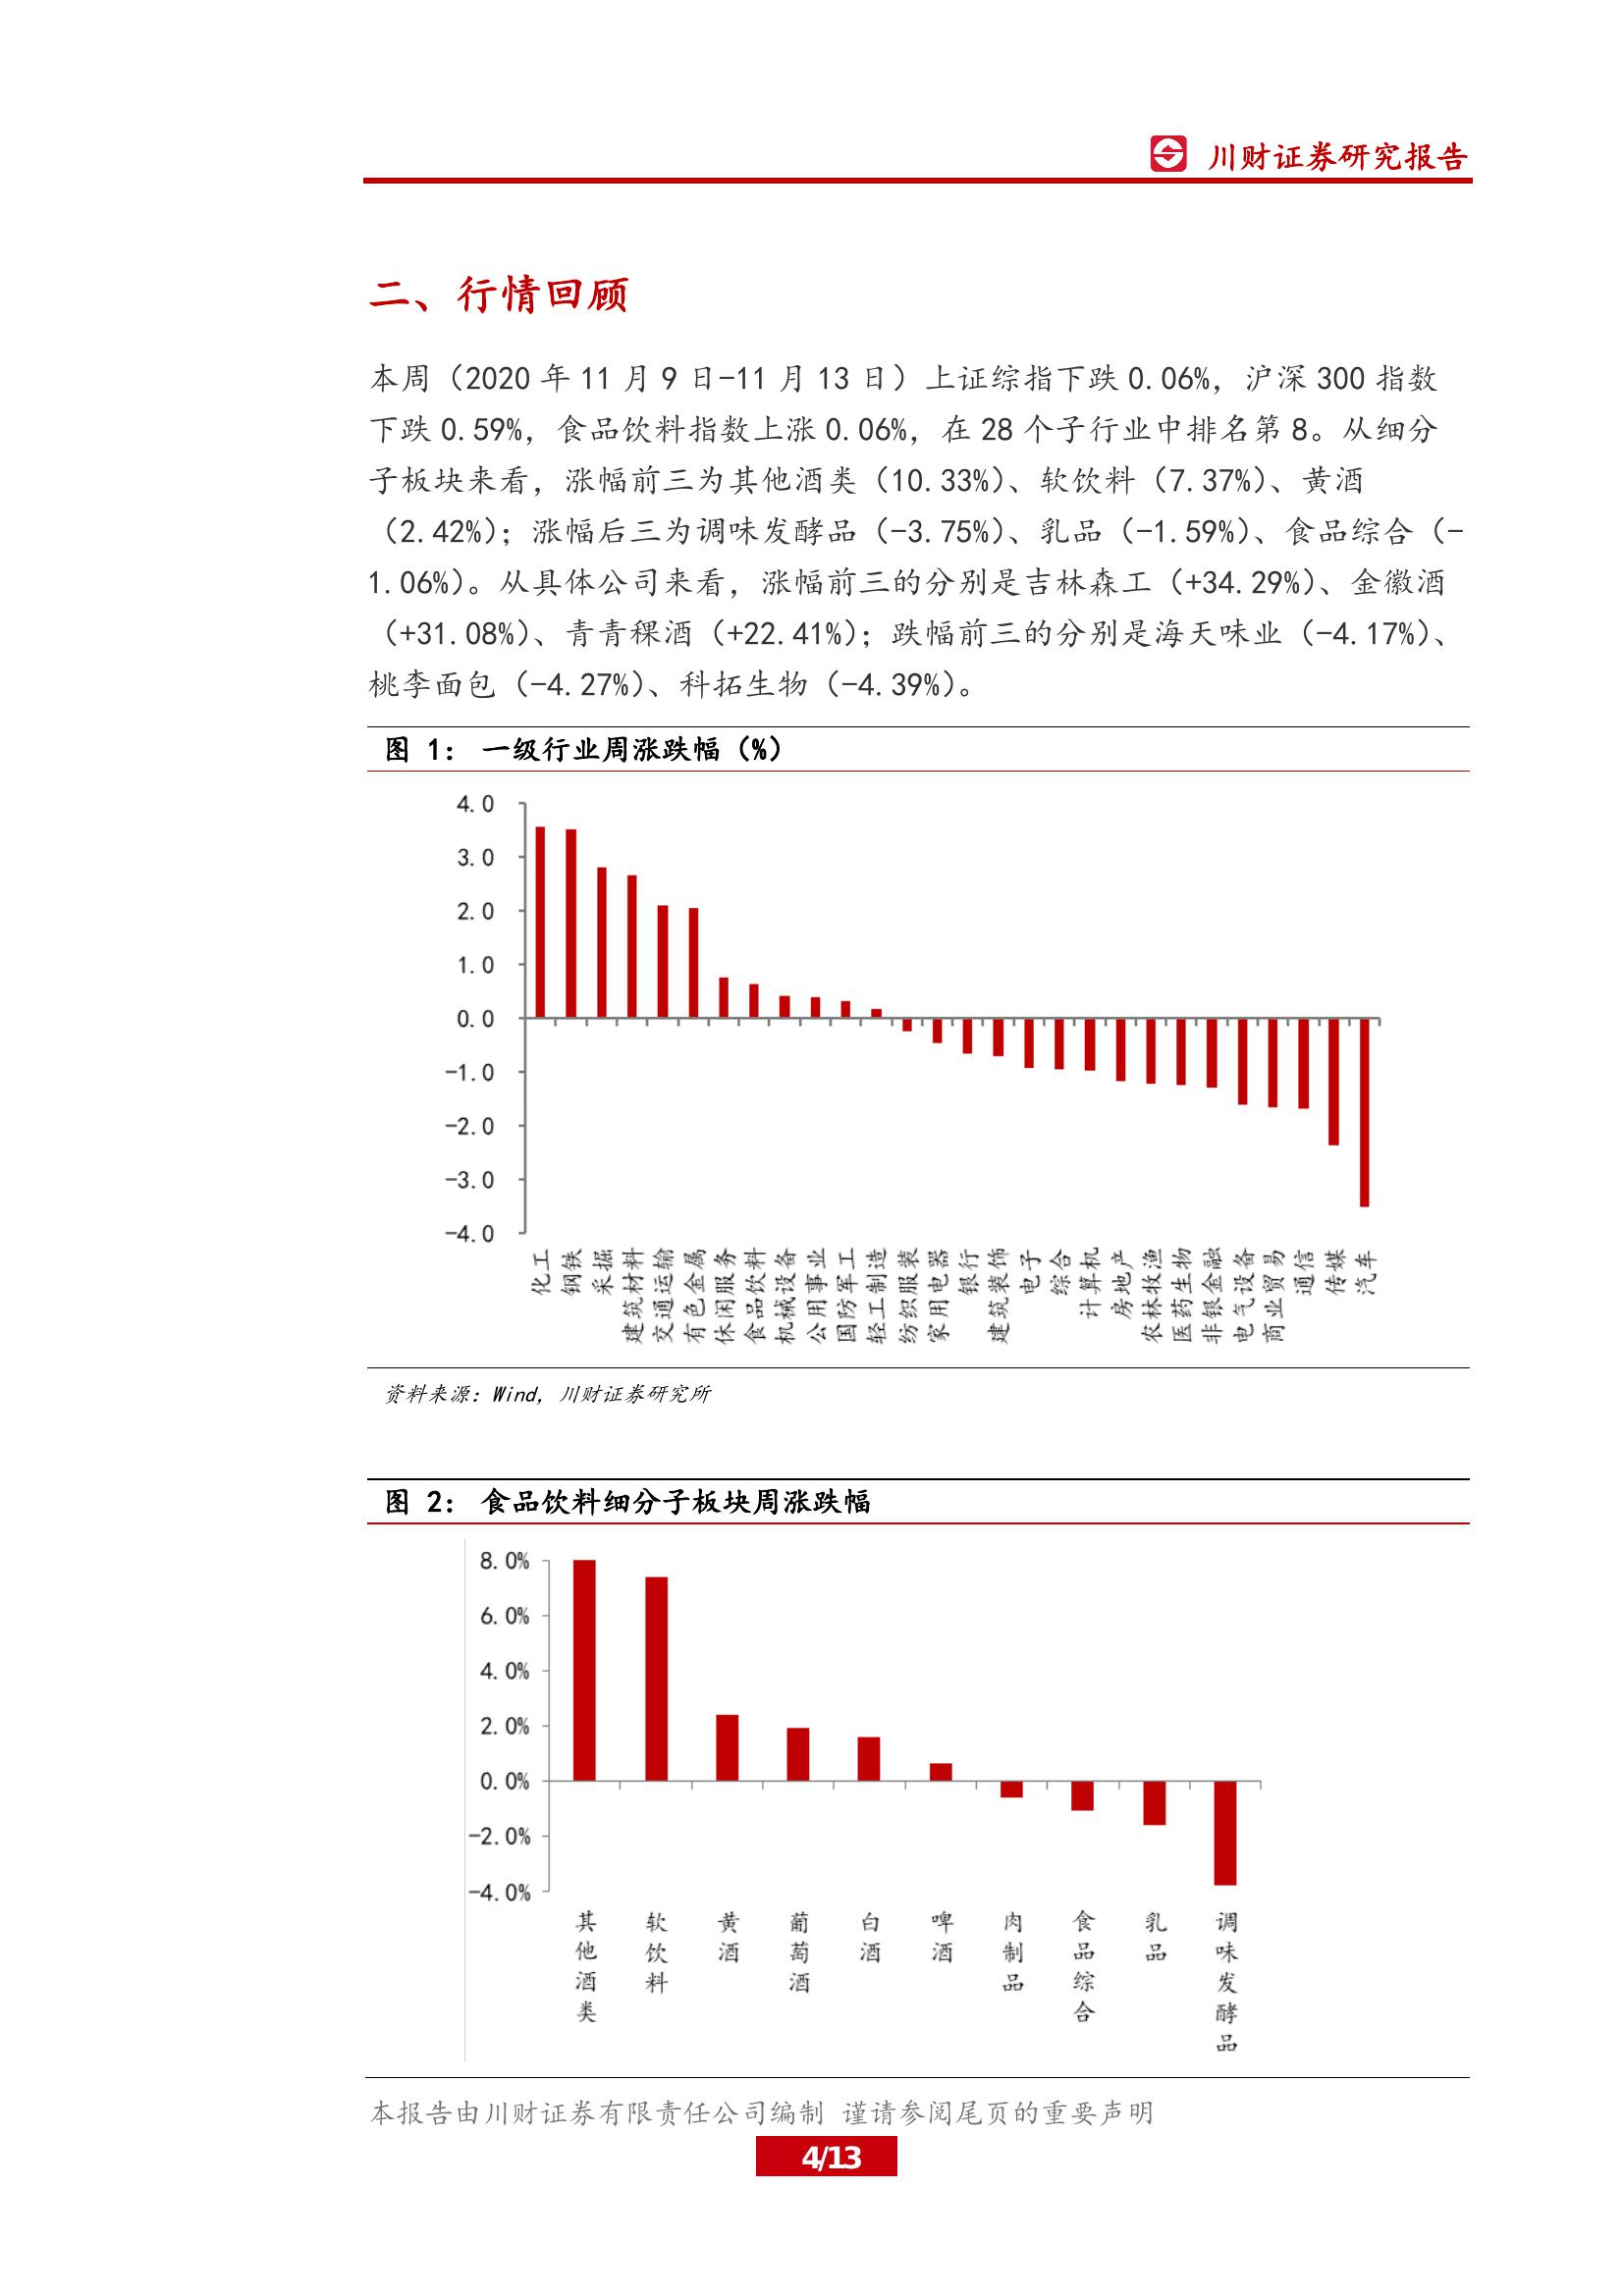 川财证券研究报告
二、行情回顾
本周（2020 年 11 月 9 日-11 月 13 日）上证综指下跌 0.06%，沪深 300 指数
下跌 0.59%，食品饮料指数上涨 0.06%，在 28 个子行业中排名第 8。从细分
子板块来看，涨幅前三为其他酒类（10.33%）、软饮料（7.37%）、黄酒
（2.42%）；涨幅后三为调味发酵品（-3.75%）、乳品（-1.59%）、食品综合（-
1.06%）。从具体公司来看，涨幅前三的分别是吉林森工（+34.29%）、金徽酒
（+31.08%）、青青稞酒（+22.41%）；跌幅前三的分别是海天味业（-4.17%）、
桃李面包（-4.27%）、科拓生物（-4.39%）。
图 1： 一级行业周涨跌幅（%）
4.0
3.0
2.0
1.0
0.0
-1.0
-2.0
-3.0
-4.0
化工
钢铁
采掘
建筑材料
交通运输
有色金属
休闲服务
食品饮料
机械设备
公用事业
国防军工
轻工制造
纺织服装
家用电器
银行
建筑装饰
电子
综合
计算机
房地产
农林牧渔
医药生物
非银金融
电气设备
商业贸易
通信
传媒
汽车
资料来源：Wind，川财证券研究所
图 2： 食品饮料细分子板块周涨跌幅
8.0%
6.0%
4.0%
2.0%
0.0%
-2.0%
-4.0%
其他酒类
软饮料
黄酒
葡萄酒
白酒
啤酒
肉制品
食品综合
乳品
调味发酵品
本报告由川财证券有限责任公司编制 谨请参阅尾页的重要声明
4/13